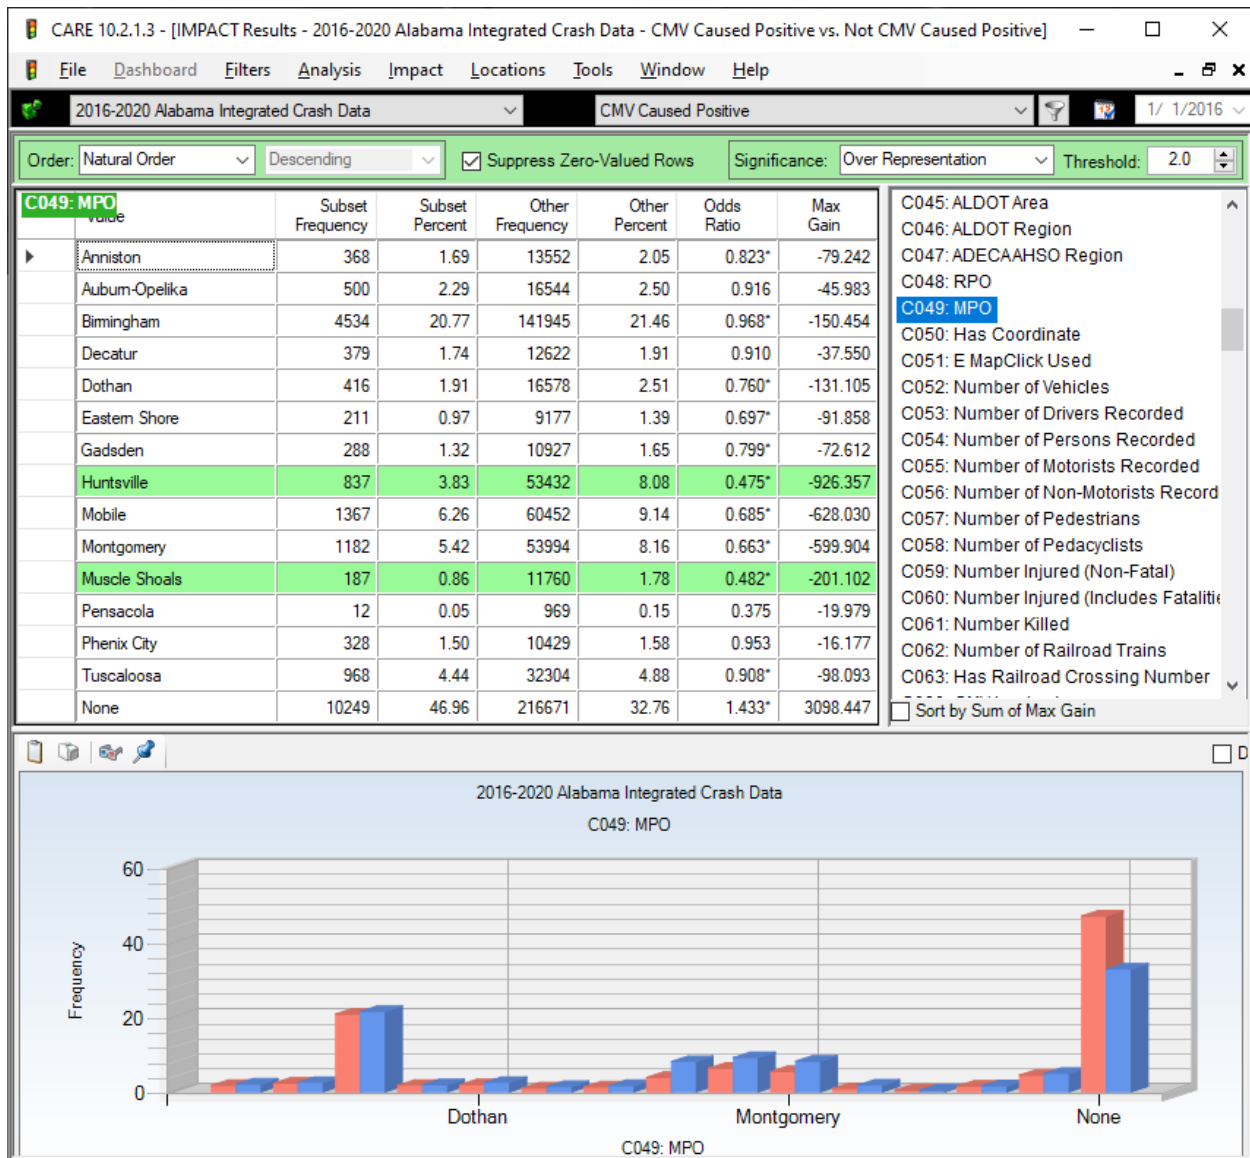 CARE 10.2.1.3 - [IMPACT Results - 2016-2020 Alabama Integrated Crash Data - CMV Caused Positive vs. Not CMV Caused Positive]
File Dashboard Filters Analysis Impact Locations Tools Window Help
2016-2020 Alabama Integrated Crash Data CMV Caused Positive 1/ 1/2016
Order: Natural Order Descending Suppress Zero-Valued Rows Significance: Over Representation Threshold: 2.0
C049: MPO Value Subset Frequency Subset Percent Other Frequency Other Percent Odds Ratio Max Gain
Anniston 368 1.69 13552 2.05 0.823* -79.242
Auburn-Opelika 500 2.29 16544 2.50 0.916 -45.983
Birmingham 4534 20.77 141945 21.46 0.968* -150.454
Decatur 379 1.74 12622 1.91 0.910 -37.550
Dothan 416 1.91 16578 2.51 0.760* -131.105
Eastern Shore 211 0.97 9177 1.39 0.697* -91.858
Gadsden 288 1.32 10927 1.65 0.799* -72.612
Huntsville 837 3.83 53432 8.08 0.475* -926.357
Mobile 1367 6.26 60452 9.14 0.685* -628.030
Montgomery 1182 5.42 53994 8.16 0.663* -599.904
Muscle Shoals 187 0.86 11760 1.78 0.482* -201.102
Pensacola 12 0.05 969 0.15 0.375 -19.979
Phenix City 328 1.50 10429 1.58 0.953 -16.177
Tuscaloosa 968 4.44 32304 4.88 0.908* -98.093
None 10249 46.96 216671 32.76 1.433* 3098.447
C045: ALDOT Area
C046: ALDOT Region
C047: ADECAAHSO Region
C048: RPO
C049: MPO
C050: Has Coordinate
C051: E MapClick Used
C052: Number of Vehicles
C053: Number of Drivers Recorded
C054: Number of Persons Recorded
C055: Number of Motorists Recorded
C056: Number of Non-Motorists Record
C057: Number of Pedestrians
C058: Number of Pedacyclists
C059: Number Injured (Non-Fatal)
C060: Number Injured (Includes Fatalitie
C061: Number Killed
C062: Number of Railroad Trains
C063: Has Railroad Crossing Number
Sort by Sum of Max Gain
D
2016-2020 Alabama Integrated Crash Data
C049: MPO
60
40
20
0
Frequency
Dothan Montgomery None
C049: MPO